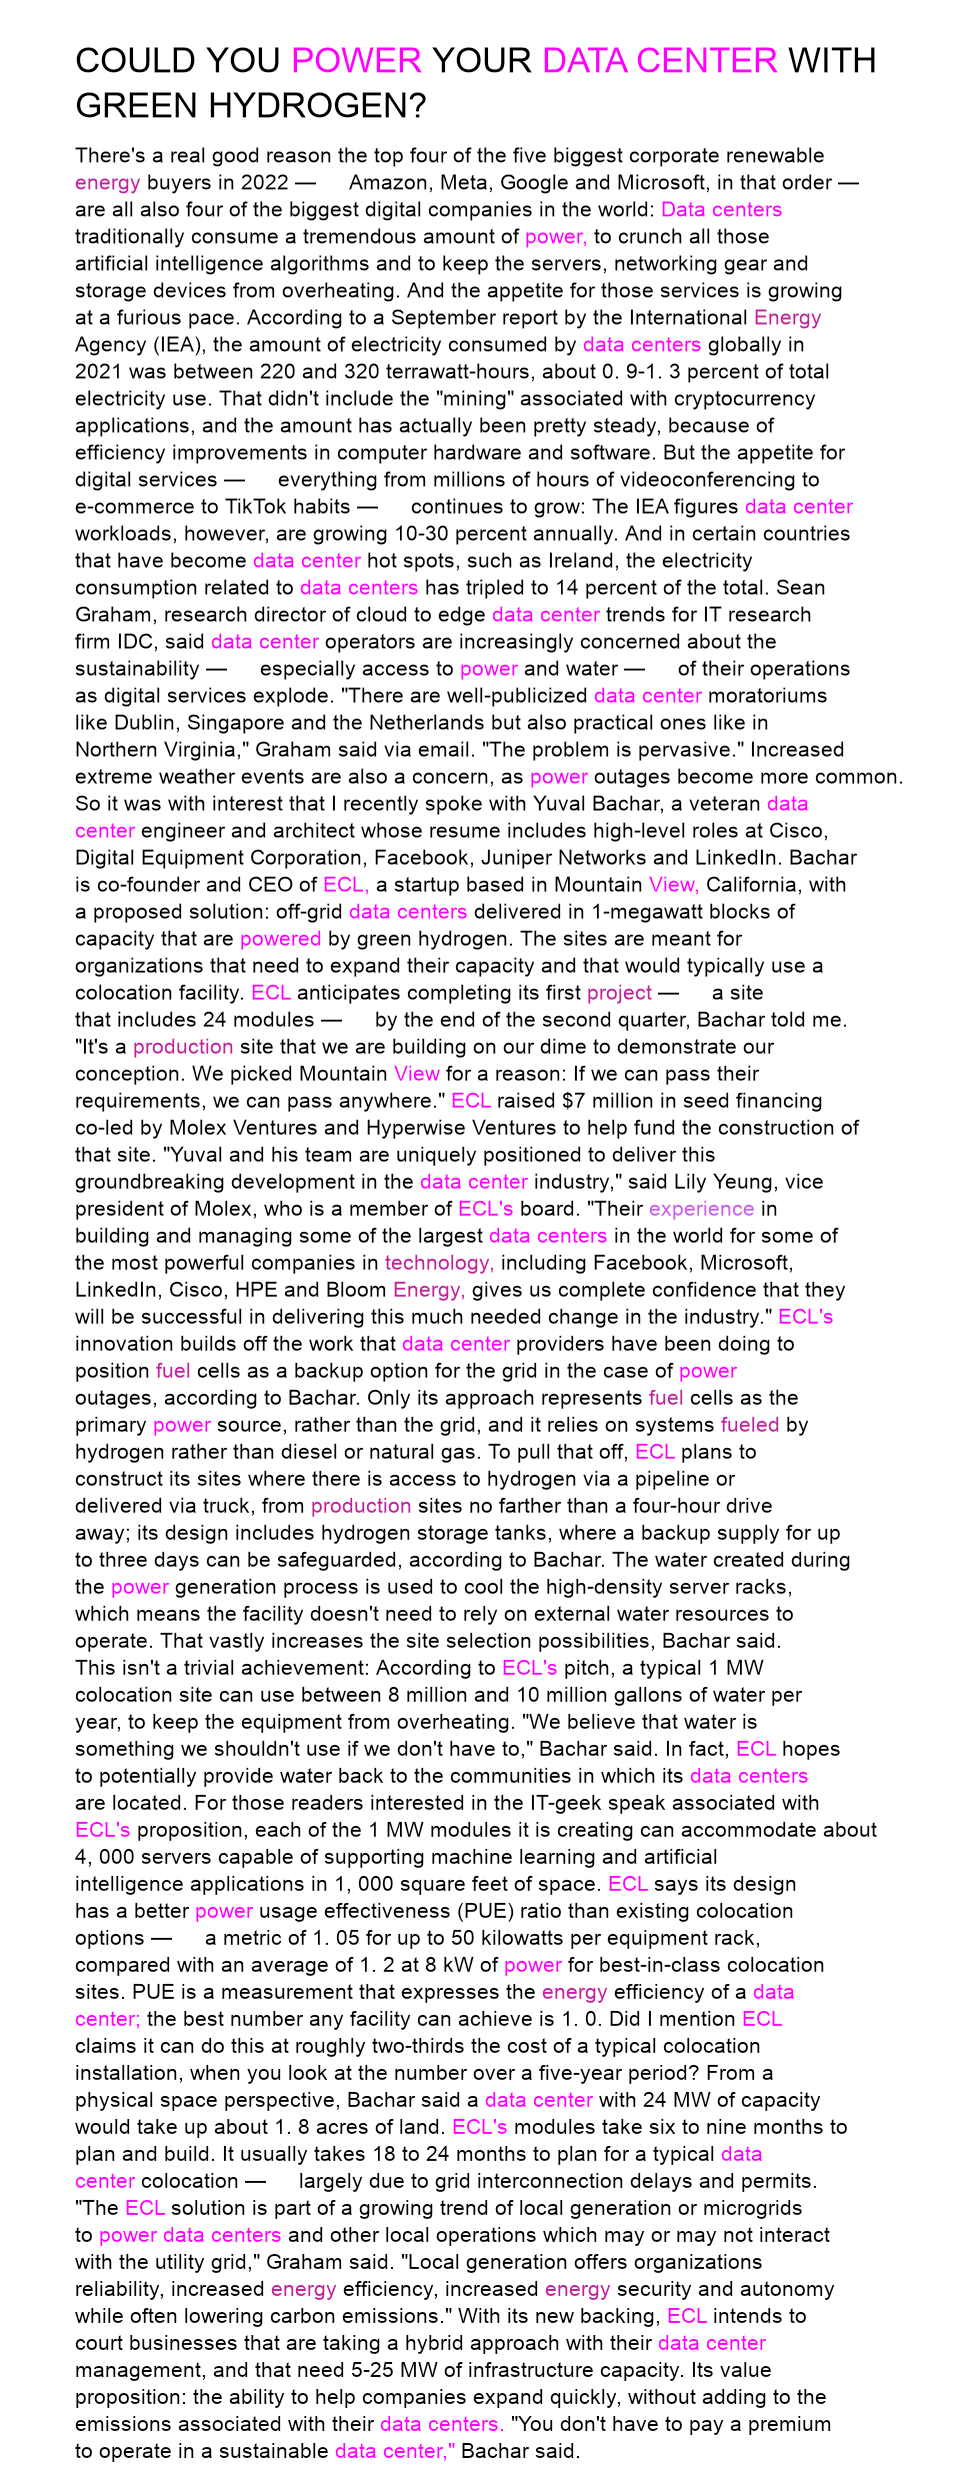 COULD YOU POWER YOUR DATA CENTER WITH
GREEN HYDROGEN?
There's a real good reason the top four of the five biggest corporate renewable
energy buyers in 2022 — Amazon, Meta, Google and Microsoft, in that order —
are all also four of the biggest digital companies in the world: Data centers
traditionally consume a tremendous amount of power, to crunch all those
artificial intelligence algorithms and to keep the servers, networking gear and
storage devices from overheating. And the appetite for those services is growing
at a furious pace. According to a September report by the International Energy
Agency (IEA), the amount of electricity consumed by data centers globally in
2021 was between 220 and 320 terrawatt-hours, about 0. 9-1. 3 percent of total
electricity use. That didn't include the "mining" associated with cryptocurrency
applications, and the amount has actually been pretty steady, because of
efficiency improvements in computer hardware and software. But the appetite for
digital services — everything from millions of hours of videoconferencing to
e-commerce to TikTok habits — continues to grow: The IEA figures data center
workloads, however, are growing 10-30 percent annually. And in certain countries
that have become data center hot spots, such as Ireland, the electricity
consumption related to data centers has tripled to 14 percent of the total. Sean
Graham, research director of cloud to edge data center trends for IT research
firm IDC, said data center operators are increasingly concerned about the
sustainability — especially access to power and water — of their operations
as digital services explode. "There are well-publicized data center moratoriums
like Dublin, Singapore and the Netherlands but also practical ones like in
Northern Virginia," Graham said via email. "The problem is pervasive." Increased
extreme weather events are also a concern, as power outages become more common.
So it was with interest that I recently spoke with Yuval Bachar, a veteran data
center engineer and architect whose resume includes high-level roles at Cisco,
Digital Equipment Corporation, Facebook, Juniper Networks and LinkedIn. Bachar
is co-founder and CEO of ECL, a startup based in Mountain View, California, with
a proposed solution: off-grid data centers delivered in 1-megawatt blocks of
capacity that are powered by green hydrogen. The sites are meant for
organizations that need to expand their capacity and that would typically use a
colocation facility. ECL anticipates completing its first project — a site
that includes 24 modules — by the end of the second quarter, Bachar told me.
"It's a production site that we are building on our dime to demonstrate our
conception. We picked Mountain View for a reason: If we can pass their
requirements, we can pass anywhere." ECL raised $7 million in seed financing
co-led by Molex Ventures and Hyperwise Ventures to help fund the construction of
that site. "Yuval and his team are uniquely positioned to deliver this
groundbreaking development in the data center industry," said Lily Yeung, vice
president of Molex, who is a member of ECL's board. "Their experience in
building and managing some of the largest data centers in the world for some of
the most powerful companies in technology, including Facebook, Microsoft,
LinkedIn, Cisco, HPE and Bloom Energy, gives us complete confidence that they
will be successful in delivering this much needed change in the industry." ECL's
innovation builds off the work that data center providers have been doing to
position fuel cells as a backup option for the grid in the case of power
outages, according to Bachar. Only its approach represents fuel cells as the
primary power source, rather than the grid, and it relies on systems fueled by
hydrogen rather than diesel or natural gas. To pull that off, ECL plans to
construct its sites where there is access to hydrogen via a pipeline or
delivered via truck, from production sites no farther than a four-hour drive
away; its design includes hydrogen storage tanks, where a backup supply for up
to three days can be safeguarded, according to Bachar. The water created during
the power generation process is used to cool the high-density server racks,
which means the facility doesn't need to rely on external water resources to
operate. That vastly increases the site selection possibilities, Bachar said.
This isn't a trivial achievement: According to ECL's pitch, a typical 1 MW
colocation site can use between 8 million and 10 million gallons of water per
year, to keep the equipment from overheating. "We believe that water is
something we shouldn't use if we don't have to," Bachar said. In fact, ECL hopes
to potentially provide water back to the communities in which its data centers
are located. For those readers interested in the IT-geek speak associated with
ECL's proposition, each of the 1 MW modules it is creating can accommodate about
4, 000 servers capable of supporting machine learning and artificial
intelligence applications in 1, 000 square feet of space. ECL says its design
has a better power usage effectiveness (PUE) ratio than existing colocation
options — a metric of 1. 05 for up to 50 kilowatts per equipment rack,
compared with an average of 1. 2 at 8 kW of power for best-in-class colocation
sites. PUE is a measurement that expresses the energy efficiency of a data
center; the best number any facility can achieve is 1. 0. Did I mention ECL
claims it can do this at roughly two-thirds the cost of a typical colocation
installation, when you look at the number over a five-year period? From a
physical space perspective, Bachar said a data center with 24 MW of capacity
would take up about 1. 8 acres of land. ECL's modules take six to nine months to
plan and build. It usually takes 18 to 24 months to plan for a typical data
center colocation — largely due to grid interconnection delays and permits.
"The ECL solution is part of a growing trend of local generation or microgrids
to power data centers and other local operations which may or may not interact
with the utility grid," Graham said. "Local generation offers organizations
reliability, increased energy efficiency, increased energy security and autonomy
while often lowering carbon emissions." With its new backing, ECL intends to
court businesses that are taking a hybrid approach with their data center
management, and that need 5-25 MW of infrastructure capacity. Its value
proposition: the ability to help companies expand quickly, without adding to the
emissions associated with their data centers. "You don't have to pay a premium
to operate in a sustainable data center," Bachar said.